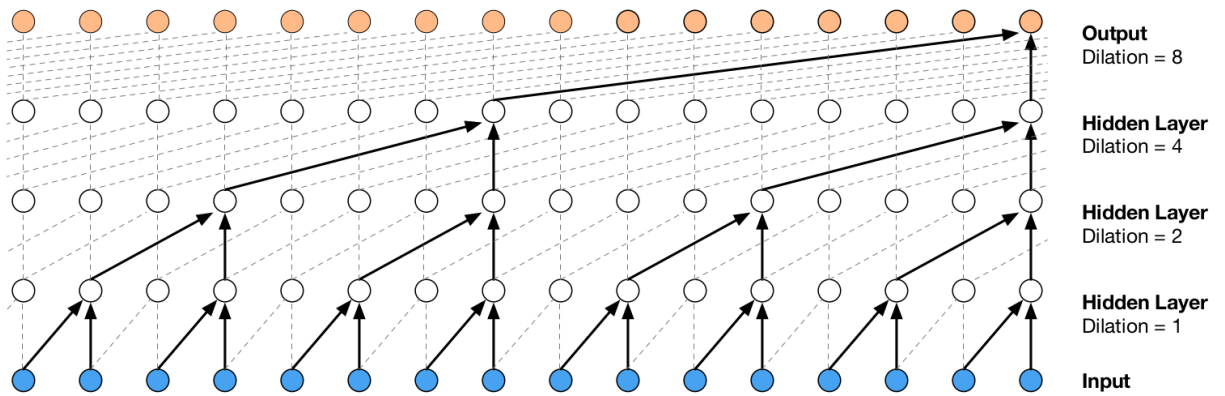 Output
Dilation = 8
Hidden Layer
Dilation = 4
Hidden Layer
Dilation = 2
Hidden Layer
Dilation = 1
Input